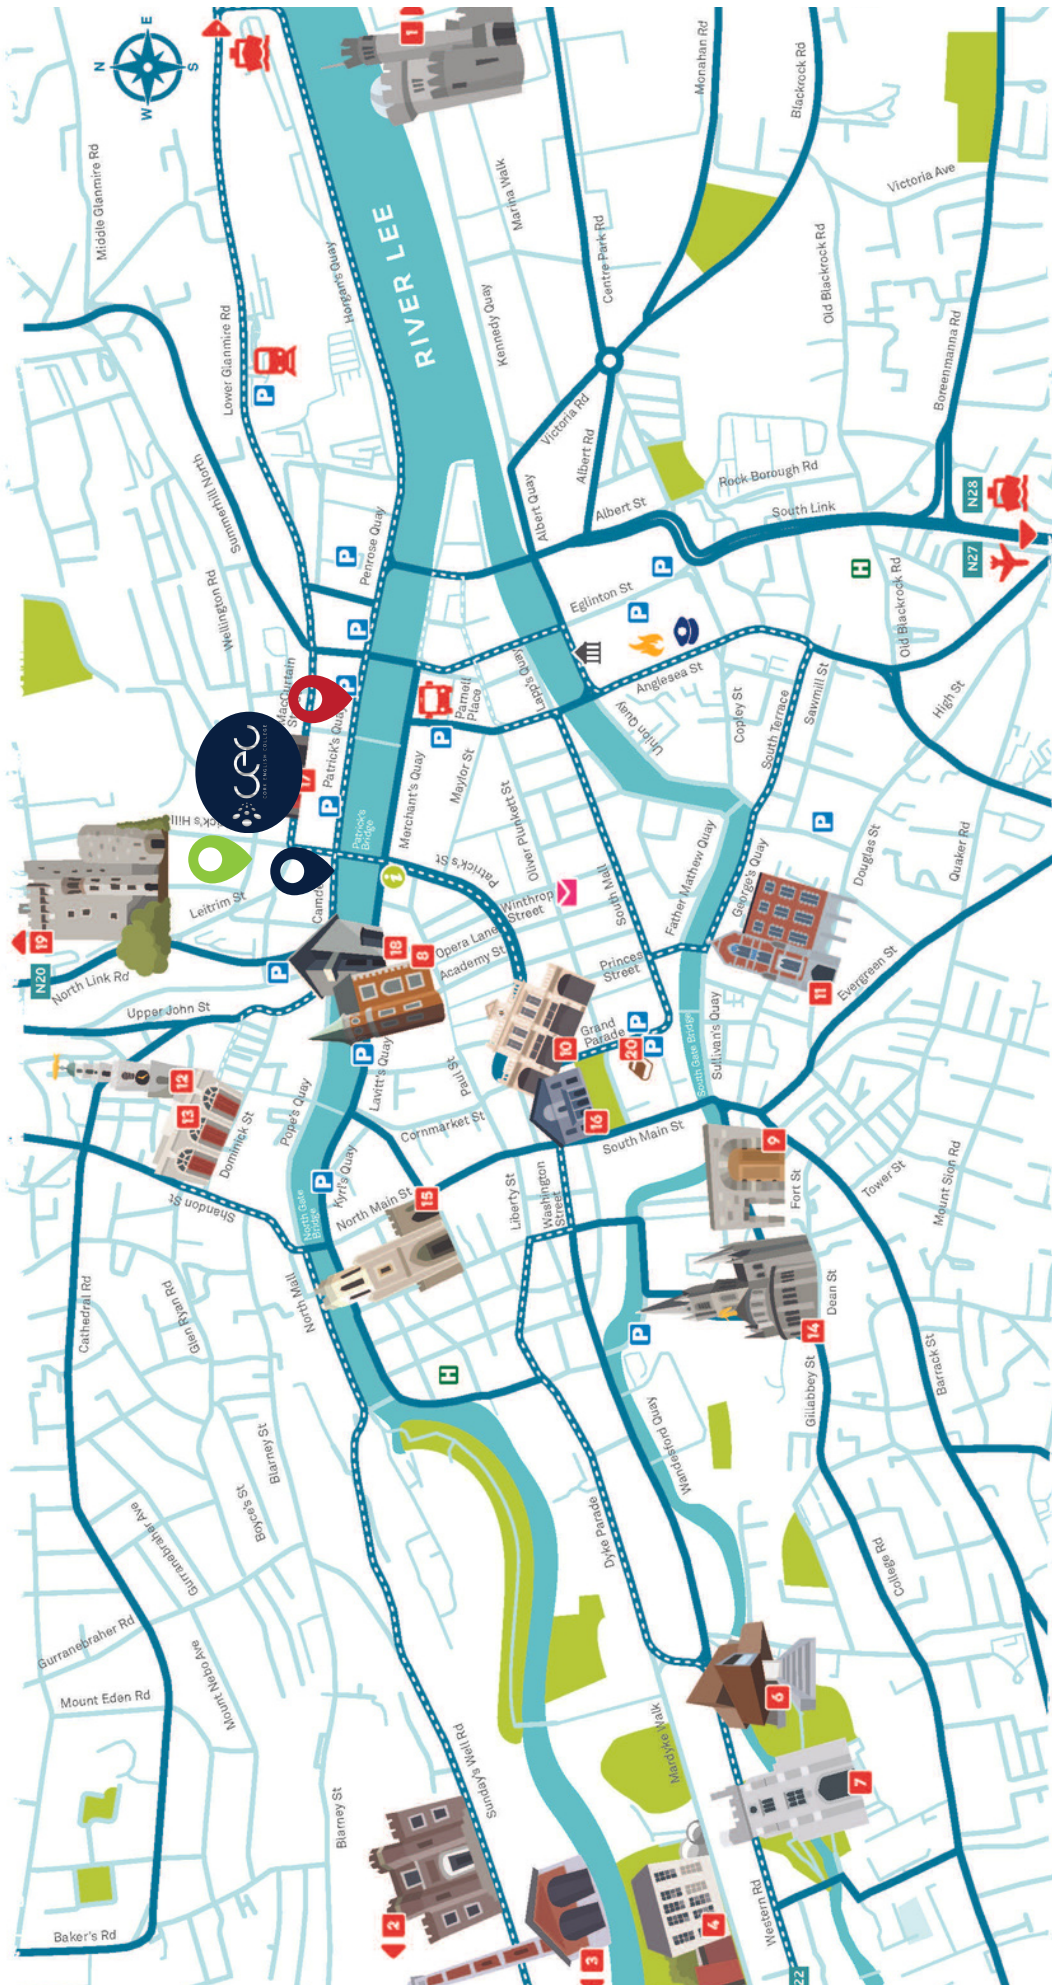 N
E
S
W
1
Middle Glanmire Rd
Lower Glanmire Rd
Horgan's Quay
RIVER LEE
Marina Walk
Kennedy Quay
Centre Park Rd
Monahan Rd
Blackrock Rd
Victoria Ave
Old Blackrock Rd
Boreenmanna Rd
Victoria Rd
Albert Rd
Albert Quay
Albert St
Rock Borough Rd
South Link
N28
N27
P
Summerhill North
Wellington Rd
Penrose Quay
P
P
P
MacCurtain
St
Patrick's Quay
P
17
CEC
CORK ENGLISH COLLEGE
Patrick's
Bridge
Merchant's Quay
P
Parnell
Place
Maylor St
Lapp's Quay
Eglinton St
P
P
H
Old Blackrock Rd
Anglesea St
Union Quay
Copley St
South Terrace
Sawmill St
High St
Oliver Plunkett St
South Mall
Father Mathew Quay
George's Quay
P
Douglas St
Quaker Rd
i
Patrick's St
Winthrop
Street
Opera Lane
Academy St
Princes
Street
Leitrim St
19
N20
North Link Rd
P
18
8
Upper John St
P
Lavitt's Quay
Paul St
10
Grand
Parade
20
P
P
South Gate Bridge
Sullivan's Quay
11
Evergreen St
12
13
Dominick St
Pope's Quay
Cornmarket St
16
South Main St
9
Fort St
Tower St
Mount Sion Rd
Shandon St
North Gate
Bridge
P
Kyrl's Quay
North Main St
15
Liberty St
Washington
Street
Cathedral Rd
Glen Ryan Rd
North Mall
P
14
Dean St
Gillabbey St
Barrack St
H
Blarney St
Boyce's St
Gurranabraher Ave
Wandesford Quay
Dyke Parade
College Rd
Gurranebraher Rd
Mount Eden Rd
Mount Nebo Ave
Blarney St
Sunday's Well Rd
Mardyke Walk
6
7
Baker's Rd
2
3
4
Western Rd
22